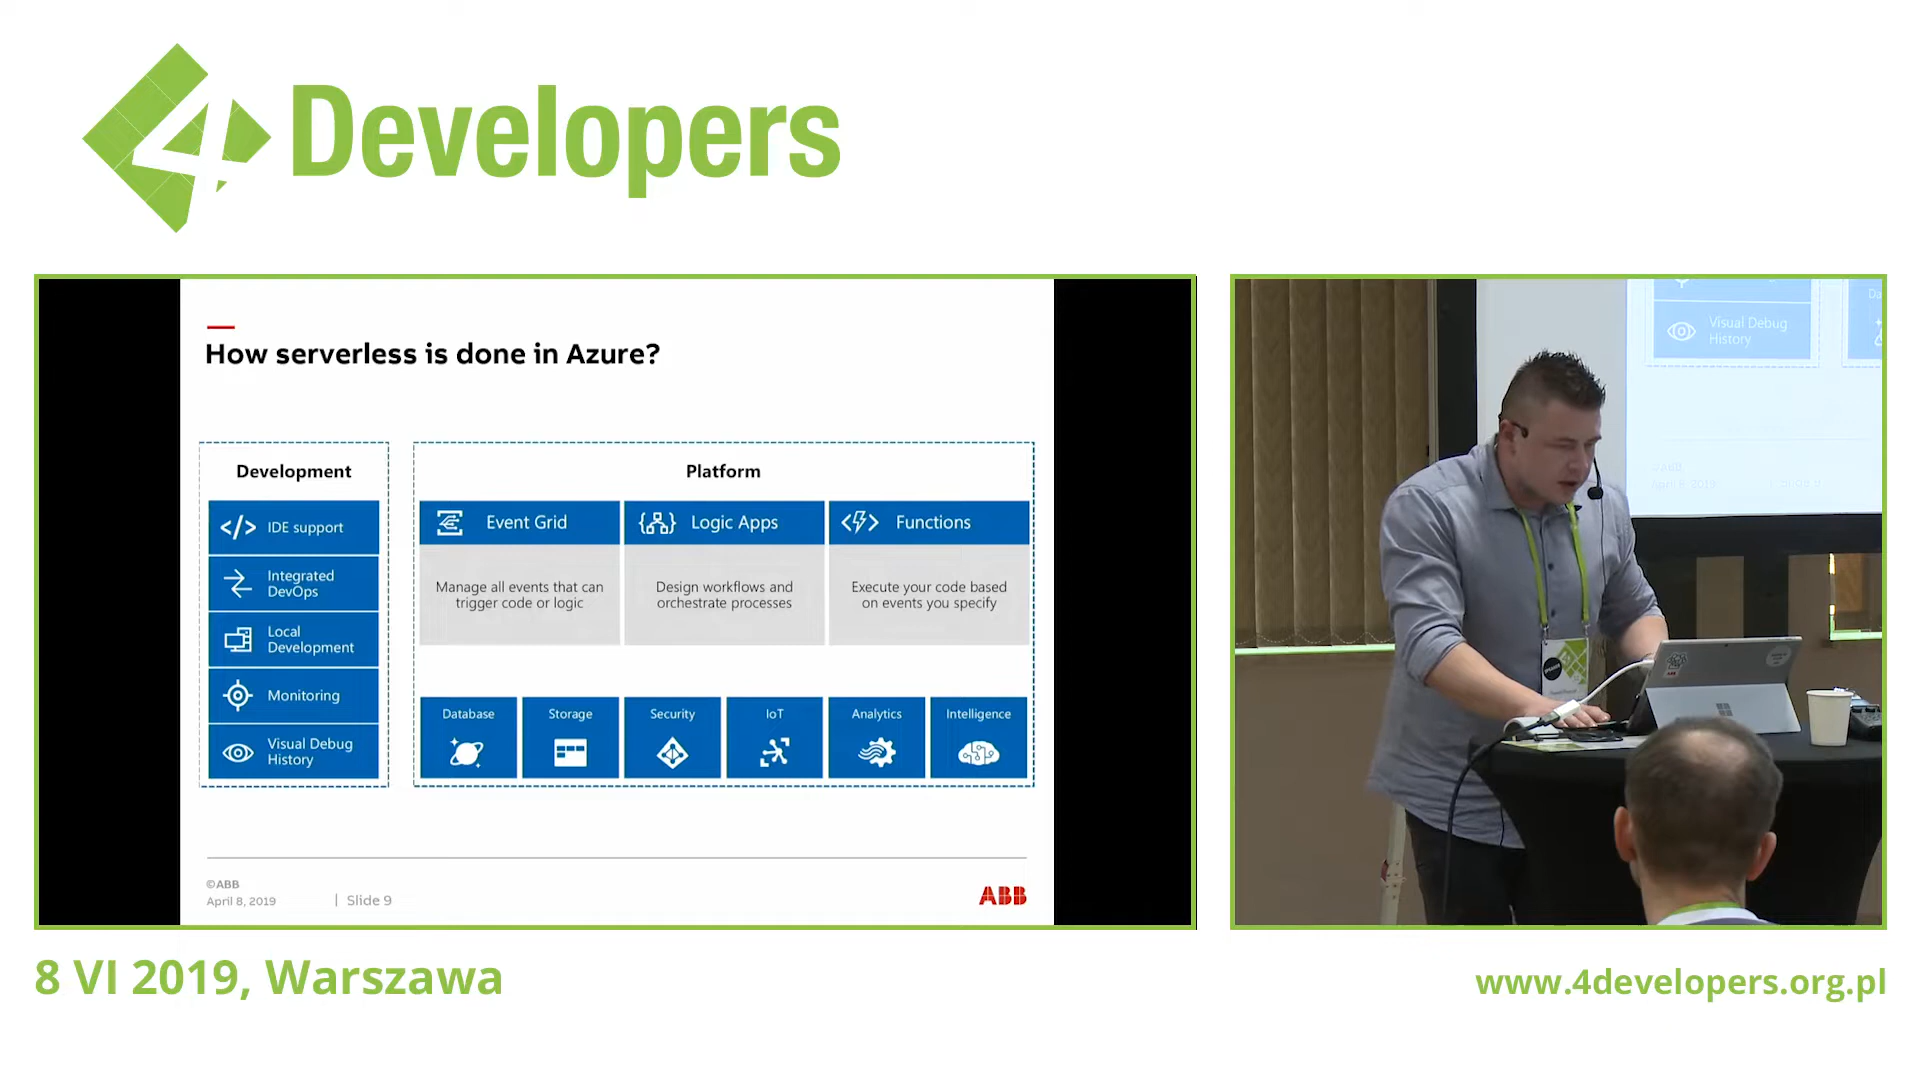 4Developers
How serverless is done in Azure?
Development
IDE support
Integrated
DevOps
Local
Development
Monitoring
Visual Debug
History
Platform
Event Grid
Manage all events that can
trigger code or logic
Logic Apps
Design workflows and
orchestrate processes
Functions
Execute your code based
on events you specify
Database
Storage
Security
IoT
Analytics
Intelligence
©ABB
April 8, 2019
| Slide 9
ABB
Visual Debug
History
8 VI 2019, Warszawa
www.4developers.org.pl